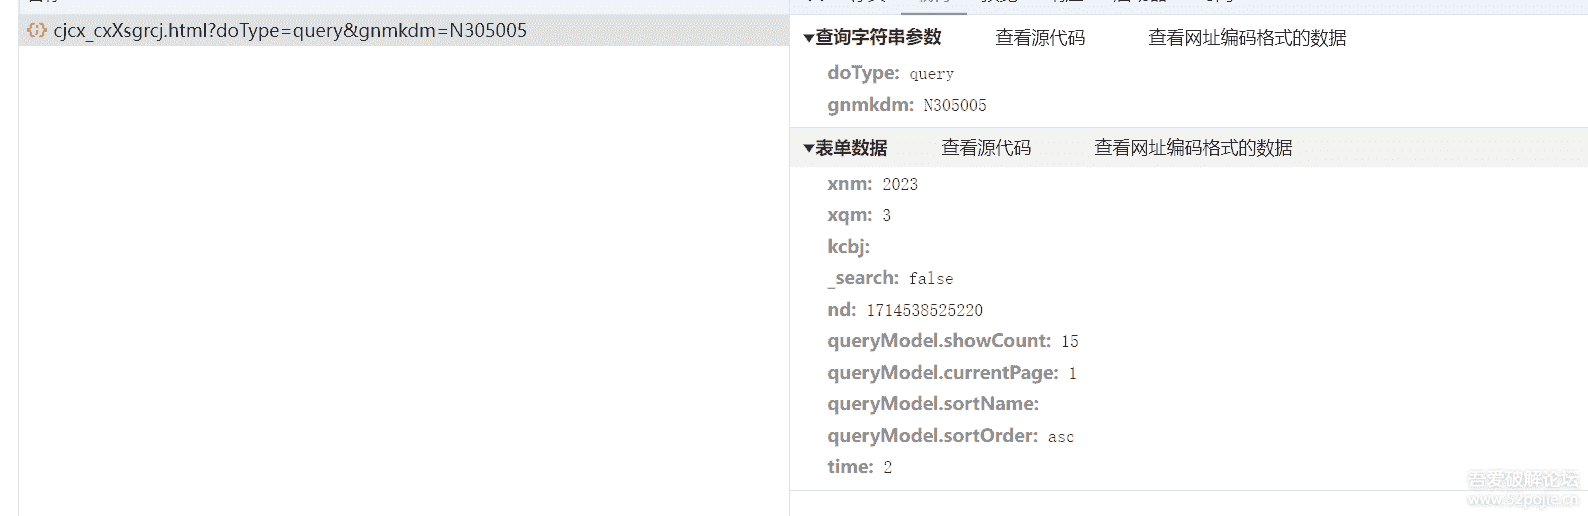 cjcx_cxXsgrcj.html?doType=query&gnmkdm=N305005
▼查询字符串参数 查看源代码 查看网址编码格式的数据
doType: query
gnmkdm: N305005
▼表单数据 查看源代码 查看网址编码格式的数据
xnm: 2023
xqm: 3
kcbj:
_search: false
nd: 1714538525220
queryModel.showCount: 15
queryModel.currentPage: 1
queryModel.sortName:
queryModel.sortOrder: asc
time: 2
吾爱破解论坛
www.52pojie.cn